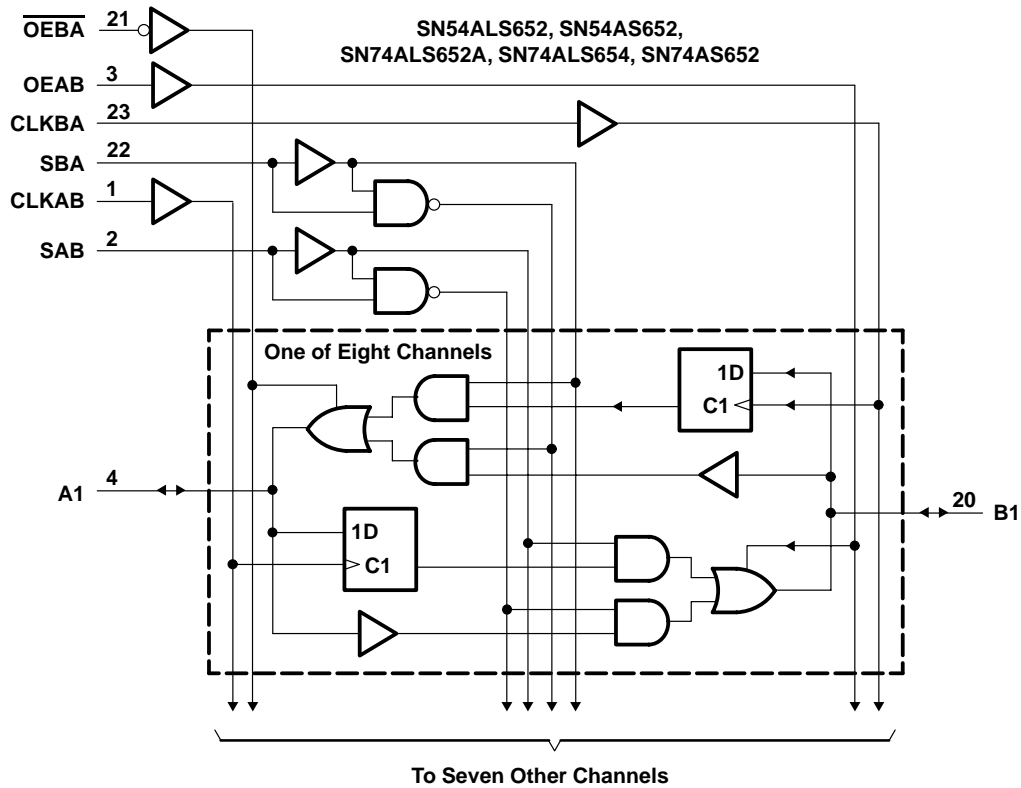 SN54ALS652, SN54AS652,
SN74ALS652A, SN74ALS654, SN74AS652
OEBA 21
OEAB 3
CLKBA 23
SBA 22
CLKAB 1
SAB 2
One of Eight Channels
1D
C1
A1 4
20 B1
1D
C1
To Seven Other Channels